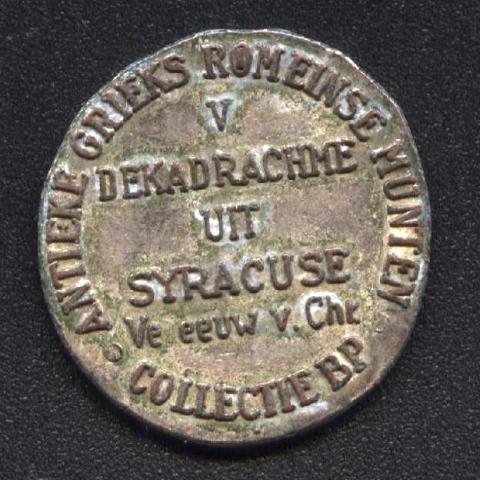 ANTIEKE GRIEKS ROMEINSE MUNTEN
V
DEKADRACHME
UIT
SYRACUSE
Ve eeuw v. Chr
COLLECTIE BP